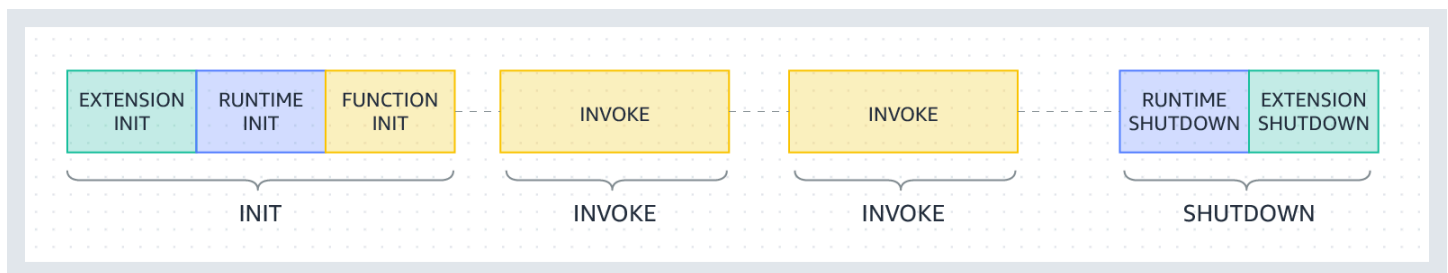 EXTENSION
INIT
RUNTIME
INIT
FUNCTION
INIT
INVOKE
INVOKE
RUNTIME
SHUTDOWN
EXTENSION
SHUTDOWN
INIT
INVOKE
INVOKE
SHUTDOWN